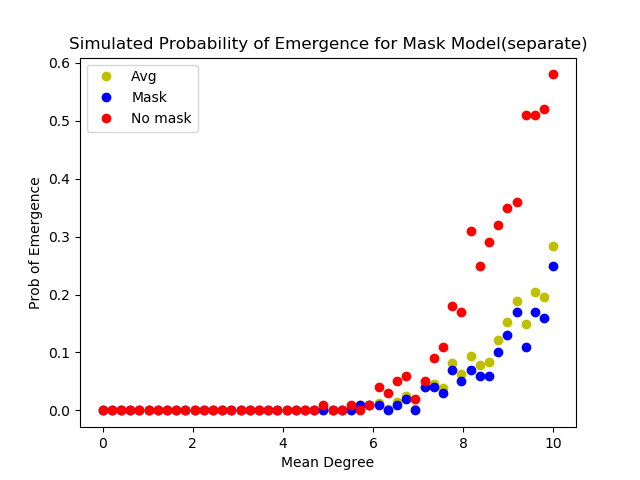 Simulated Probability of Emergence for Mask Model(separate)
0.6
0.5
0.4
0.3
0.2
0.1
0.0
Prob of Emergence
Avg
Mask
No mask
0 2 4 6 8 10
Mean Degree